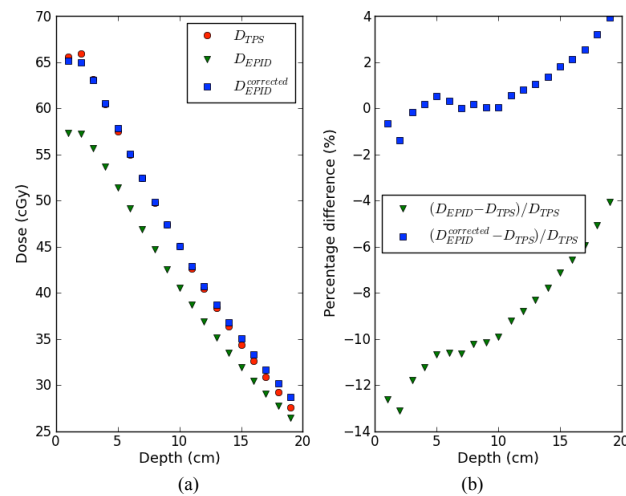 70
65
60
55
50
45
40
35
30
25
0
5
10
15
20
Dose (cGy)
Depth (cm)
D_TPS
D_EPID
D_EPID^corrected
(a)
4
2
0
−2
−4
−6
−8
−10
−12
−14
0
5
10
15
20
Percentage difference (%)
Depth (cm)
(D_EPID−D_TPS)/D_TPS
(D_EPID^corrected−D_TPS)/D_TPS
(b)